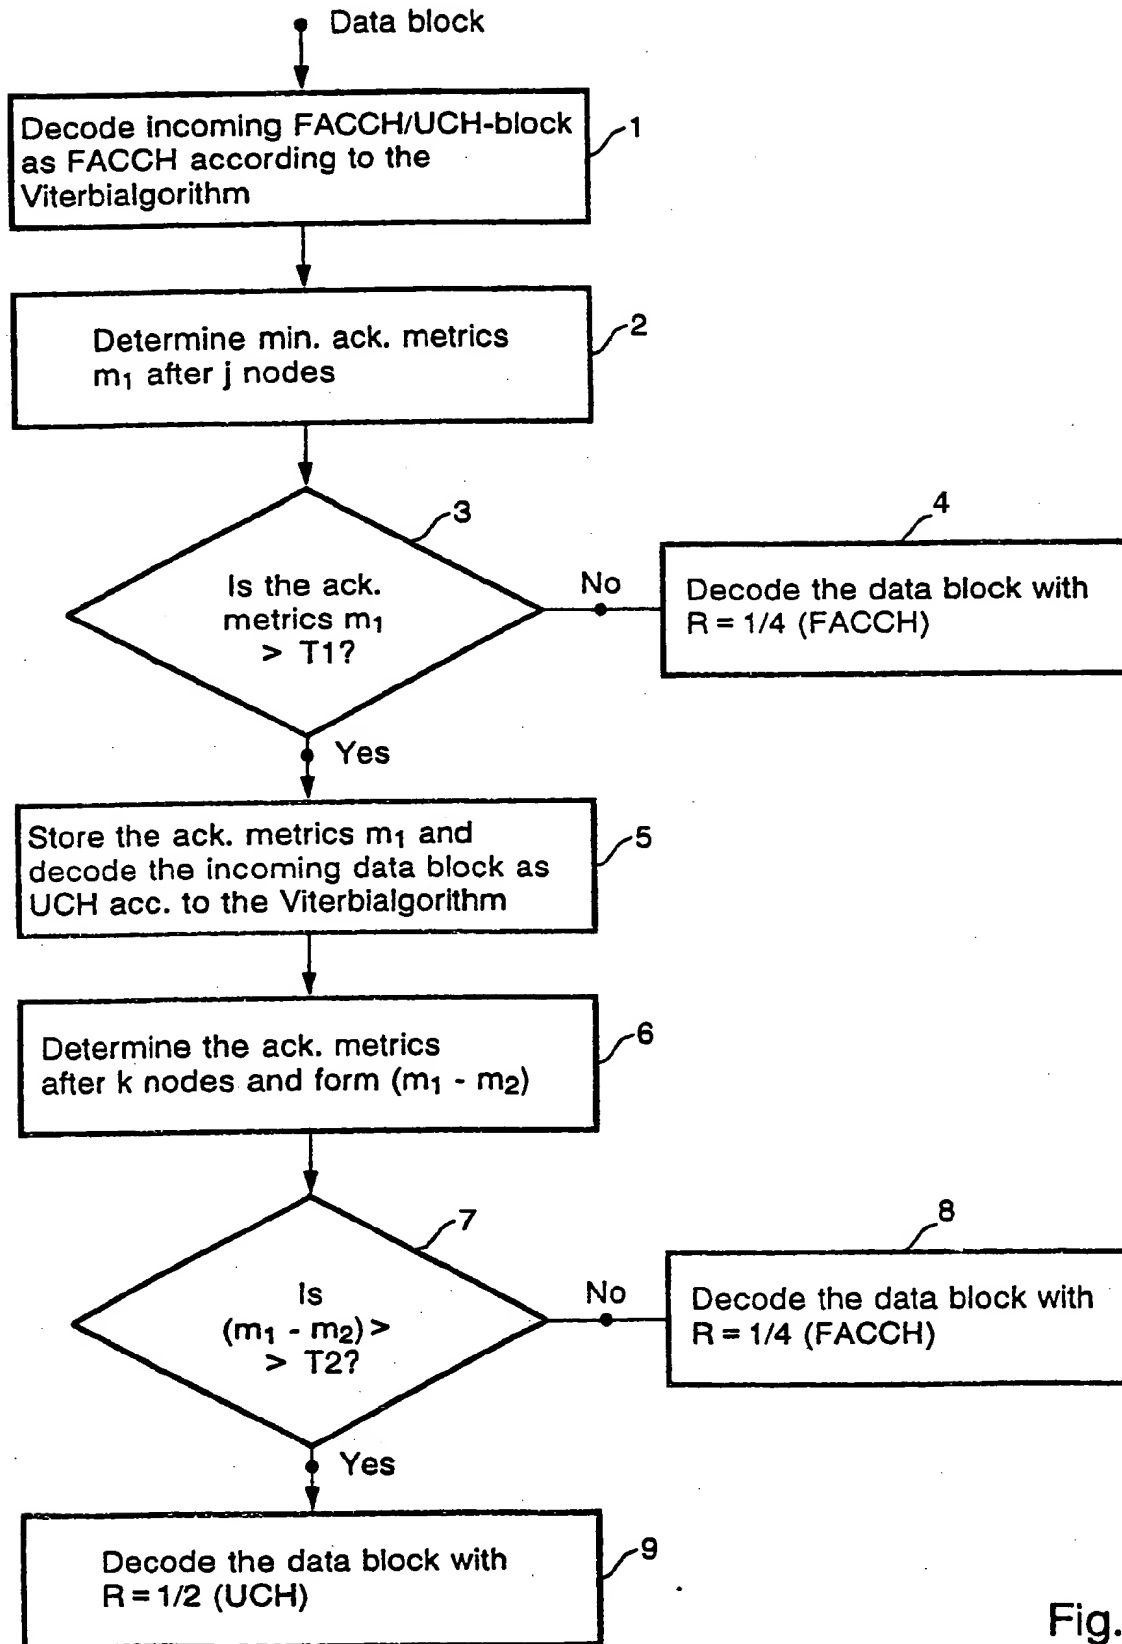 Data block
Decode incoming FACCH/UCH-block
as FACCH according to the
Viterbialgorithm
1
Determine min. ack. metrics
m₁ after j nodes
2
3
Is the ack.
metrics m₁
> T1?
No
4
Decode the data block with
R = 1/4 (FACCH)
Yes
Store the ack. metrics m₁ and
decode the incoming data block as
UCH acc. to the Viterbialgorithm
5
Determine the ack. metrics
after k nodes and form (m₁ - m₂)
6
7
Is
(m₁ - m₂) >
> T2?
No
8
Decode the data block with
R = 1/4 (FACCH)
Yes
Decode the data block with
R = 1/2 (UCH)
9
Fig.